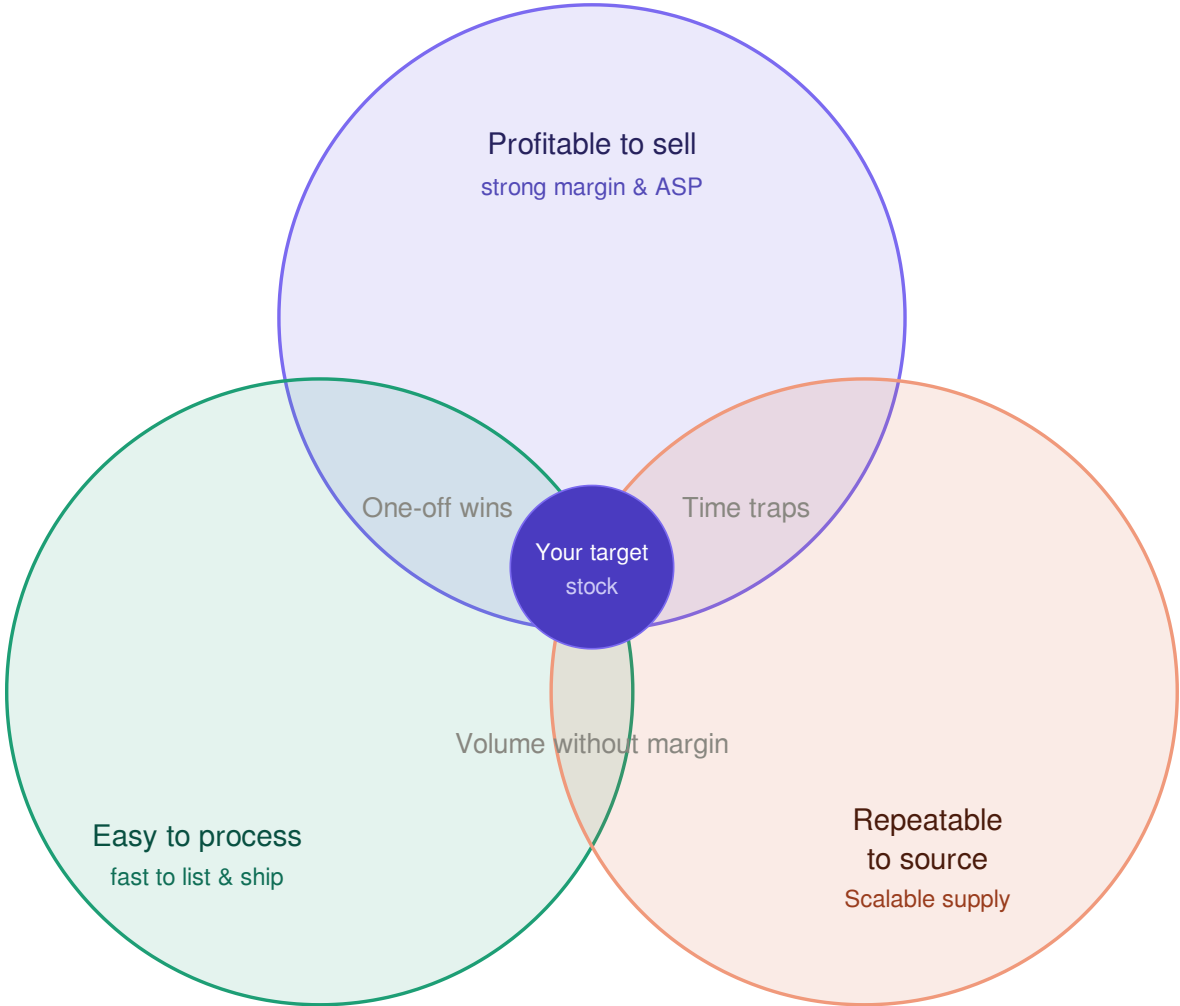 Profitable to sell
strong margin & ASP
One-off wins
Time traps
Your target
stock
Volume without margin
Easy to process
fast to list & ship
Repeatable
to source
Scalable supply